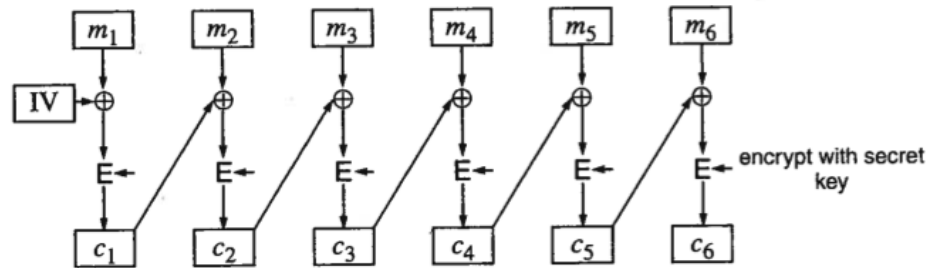 m1 m2 m3 m4 m5 m6
IV ⊕ ⊕ ⊕ ⊕ ⊕ ⊕
E E E E E E encrypt with secret
key
c1 c2 c3 c4 c5 c6